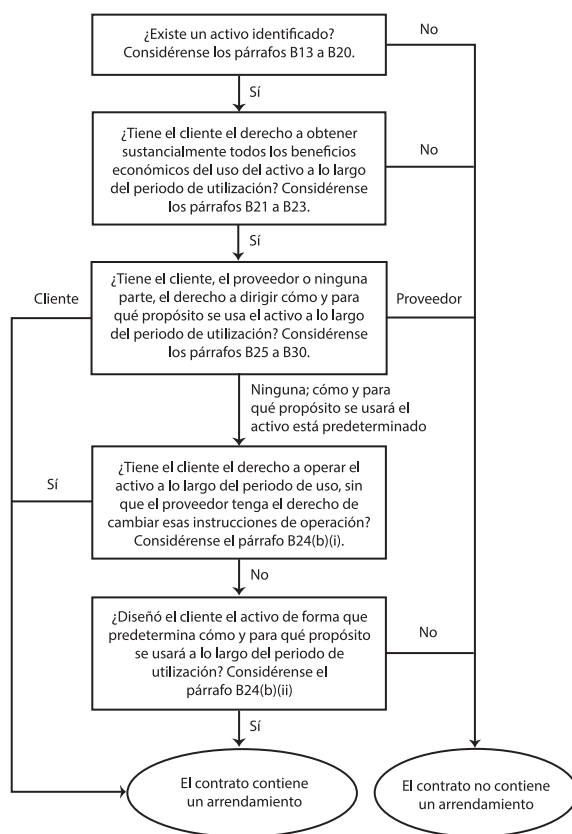 ¿Existe un activo identificado?
Considérense los párrafos B13 a B20.
No
Sí
¿Tiene el cliente el derecho a obtener
sustancialmente todos los beneficios
económicos del uso del activo a lo largo
del periodo de utilización? Considérense
los párrafos B21 a B23.
No
Sí
¿Tiene el cliente, el proveedor o ninguna
parte, el derecho a dirigir cómo y para
qué propósito se usa el activo a lo largo
del periodo de utilización? Considérense
los párrafos B25 a B30.
Cliente
Proveedor
Ninguna; cómo y para
qué propósito se usará el
activo está predeterminado
¿Tiene el cliente el derecho a operar el
activo a lo largo del periodo de uso, sin
que el proveedor tenga el derecho de
cambiar esas instrucciones de operación?
Considérense el párrafo B24(b)(i).
Sí
No
¿Diseñó el cliente el activo de forma que
predetermina cómo y para qué propósito
se usará a lo largo del periodo de
utilización? Considérense el
párrafo B24(b)(ii)
No
Sí
El contrato contiene
un arrendamiento
El contrato no contiene
un arrendamiento